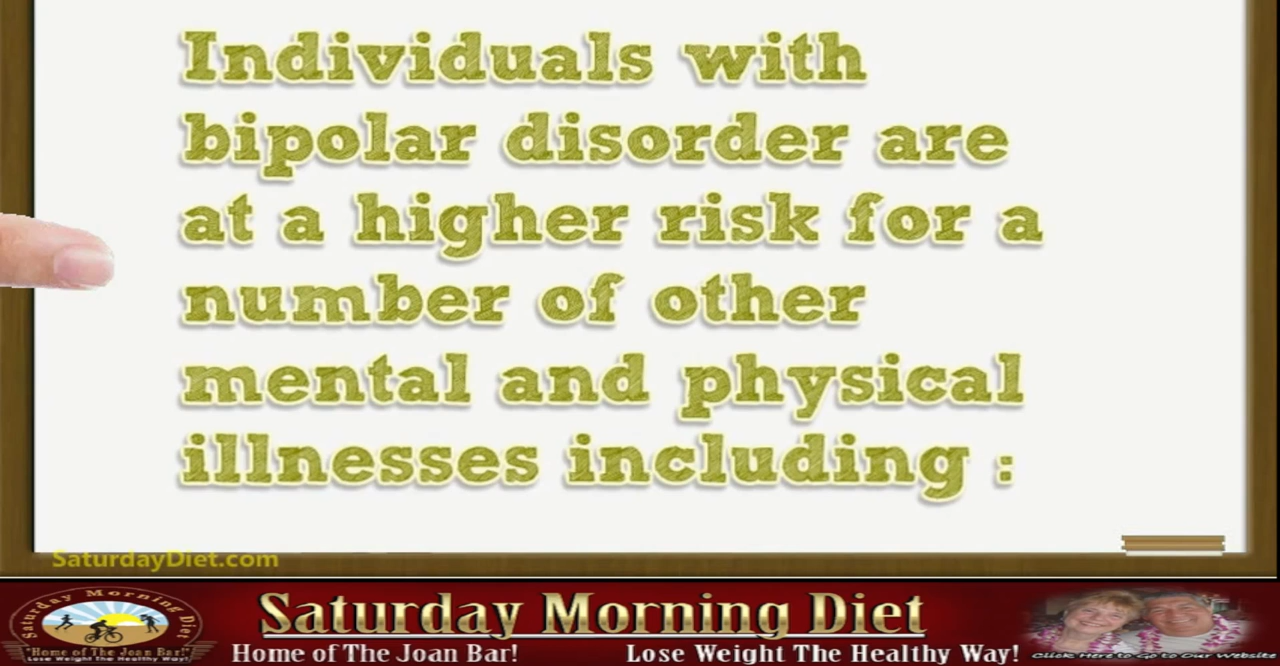 Individuals with
bipolar disorder are
at a higher risk for a
number of other
mental and physical
illnesses including :
SaturdayDiet.com
Saturday Morning Diet
"Home of The Joan Bar!"
Lose Weight The Healthy Way!
Saturday Morning Diet
Home of The Joan Bar!
Lose Weight The Healthy Way!
Click Here to Go to Our Website